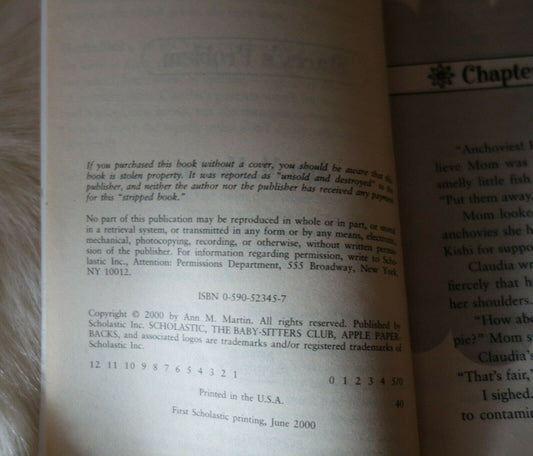 Stacey's Problem
If you purchased this book without a cover, you should be aware that this
book is stolen property. It was reported as "unsold and destroyed" to the
publisher, and neither the author nor the publisher has received any payment
for this "stripped book."
No part of this publication may be reproduced in whole or in part, or stored
in a retrieval system, or transmitted in any form or by any means, electronic,
mechanical, photocopying, recording, or otherwise, without written permis-
sion of the publisher. For information regarding permission, write to Scho-
lastic Inc., Attention: Permissions Department, 555 Broadway, New York,
NY 10012.
ISBN 0-590-52345-7
Copyright © 2000 by Ann M. Martin. All rights reserved. Published by
Scholastic Inc. SCHOLASTIC, THE BABY-SITTERS CLUB, APPLE PAPER-
BACKS, and associated logos are trademarks and/or registered trademarks of
Scholastic Inc.
12 11 10 9 8 7 6 5 4 3 2 1 0 1 2 3 4 5/0
Printed in the U.S.A. 40
First Scholastic printing, June 2000
Chapte
"Anchovies!
lieve Mom was
smelly little fish
"Put them away,
Mom looke
anchovies she b
Kishi for suppo
Claudia wr
fiercely that h
her shoulders.
"How abo
pie?" Mom s
Claudia's
"That's fair,"
I sighed.
to contamin